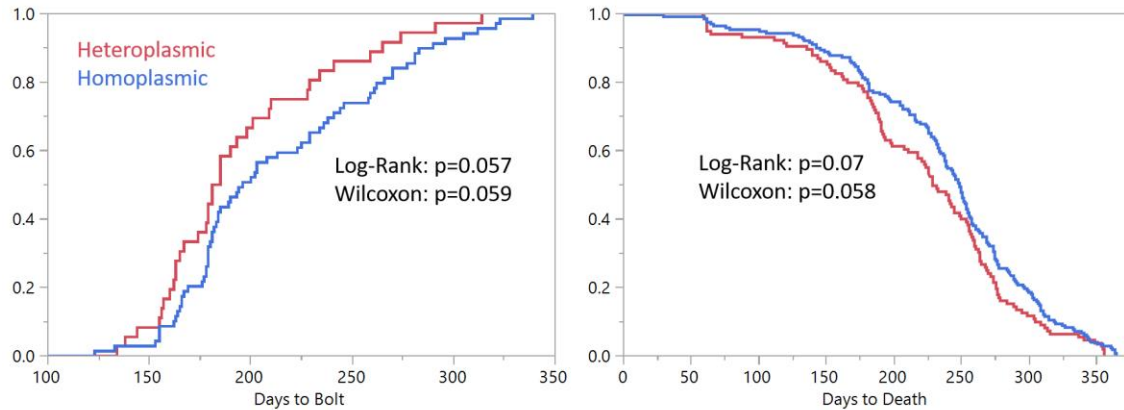 1.0
0.8
0.6
0.4
0.2
0.0
Heteroplasmic
Homoplasmic
Log-Rank: p=0.057
Wilcoxon: p=0.059
100 150 200 250 300 350
Days to Bolt
1.0
0.8
0.6
0.4
0.2
0.0
Log-Rank: p=0.07
Wilcoxon: p=0.058
0 50 100 150 200 250 300 350
Days to Death